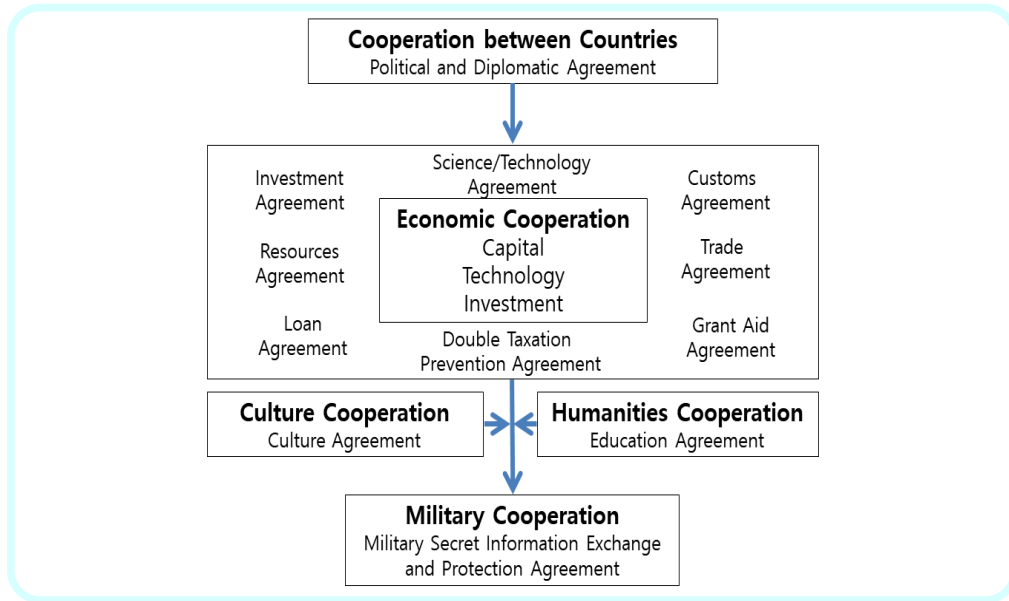 Cooperation between Countries
Political and Diplomatic Agreement
Investment
Agreement
Resources
Agreement
Loan
Agreement
Science/Technology
Agreement
Economic Cooperation
Capital
Technology
Investment
Double Taxation
Prevention Agreement
Customs
Agreement
Trade
Agreement
Grant Aid
Agreement
Culture Cooperation
Culture Agreement
Humanities Cooperation
Education Agreement
Military Cooperation
Military Secret Information Exchange
and Protection Agreement